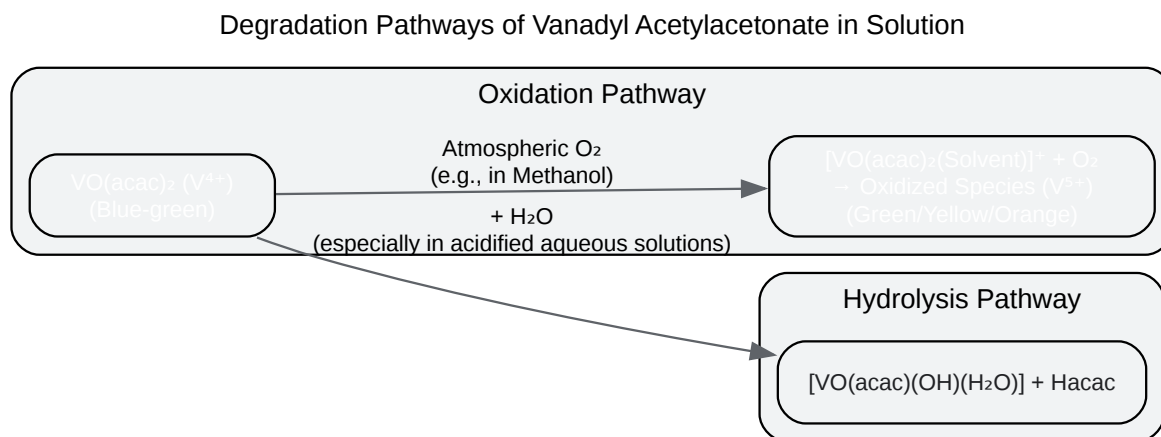 Degradation Pathways of Vanadyl Acetylacetonate in Solution
Oxidation Pathway
Atmospheric O₂
(e.g., in Methanol)
VO(acac)₂ (V⁴⁺)
(Blue-green)
[VO(acac)₂(Solvent)]⁺ + O₂
→ Oxidized Species (V⁵⁺)
(Green/Yellow/Orange)
+ H₂O
(especially in acidified aqueous solutions)
Hydrolysis Pathway
[VO(acac)(OH)(H₂O)] + Hacac